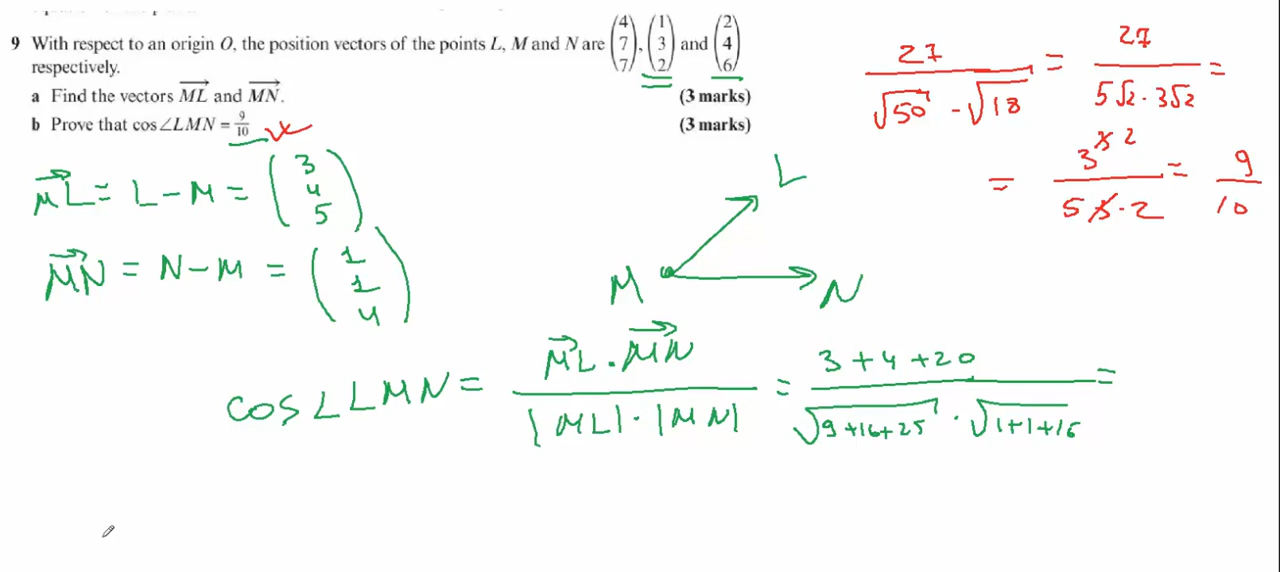 9 With respect to an origin O, the position vectors of the points L, M and N are (4 7 7), (1 3 2) and (2 4 6)
respectively.
a Find the vectors ML and MN. (3 marks)
b Prove that cos∠LMN = 9/10 (3 marks)
ML = L - M = (3 4 5)
MN = N - M = (1 1 4)
L
M
N
cos ∠LMN = ML · MN / |ML| · |MN| = 3 + 4 + 20 / √9+16+25 · √1+1+16 =
27 / √50 - √18 = 27 / 5√2 · 3√2 =
= 3 2 / 5 · 2 = 9 / 10